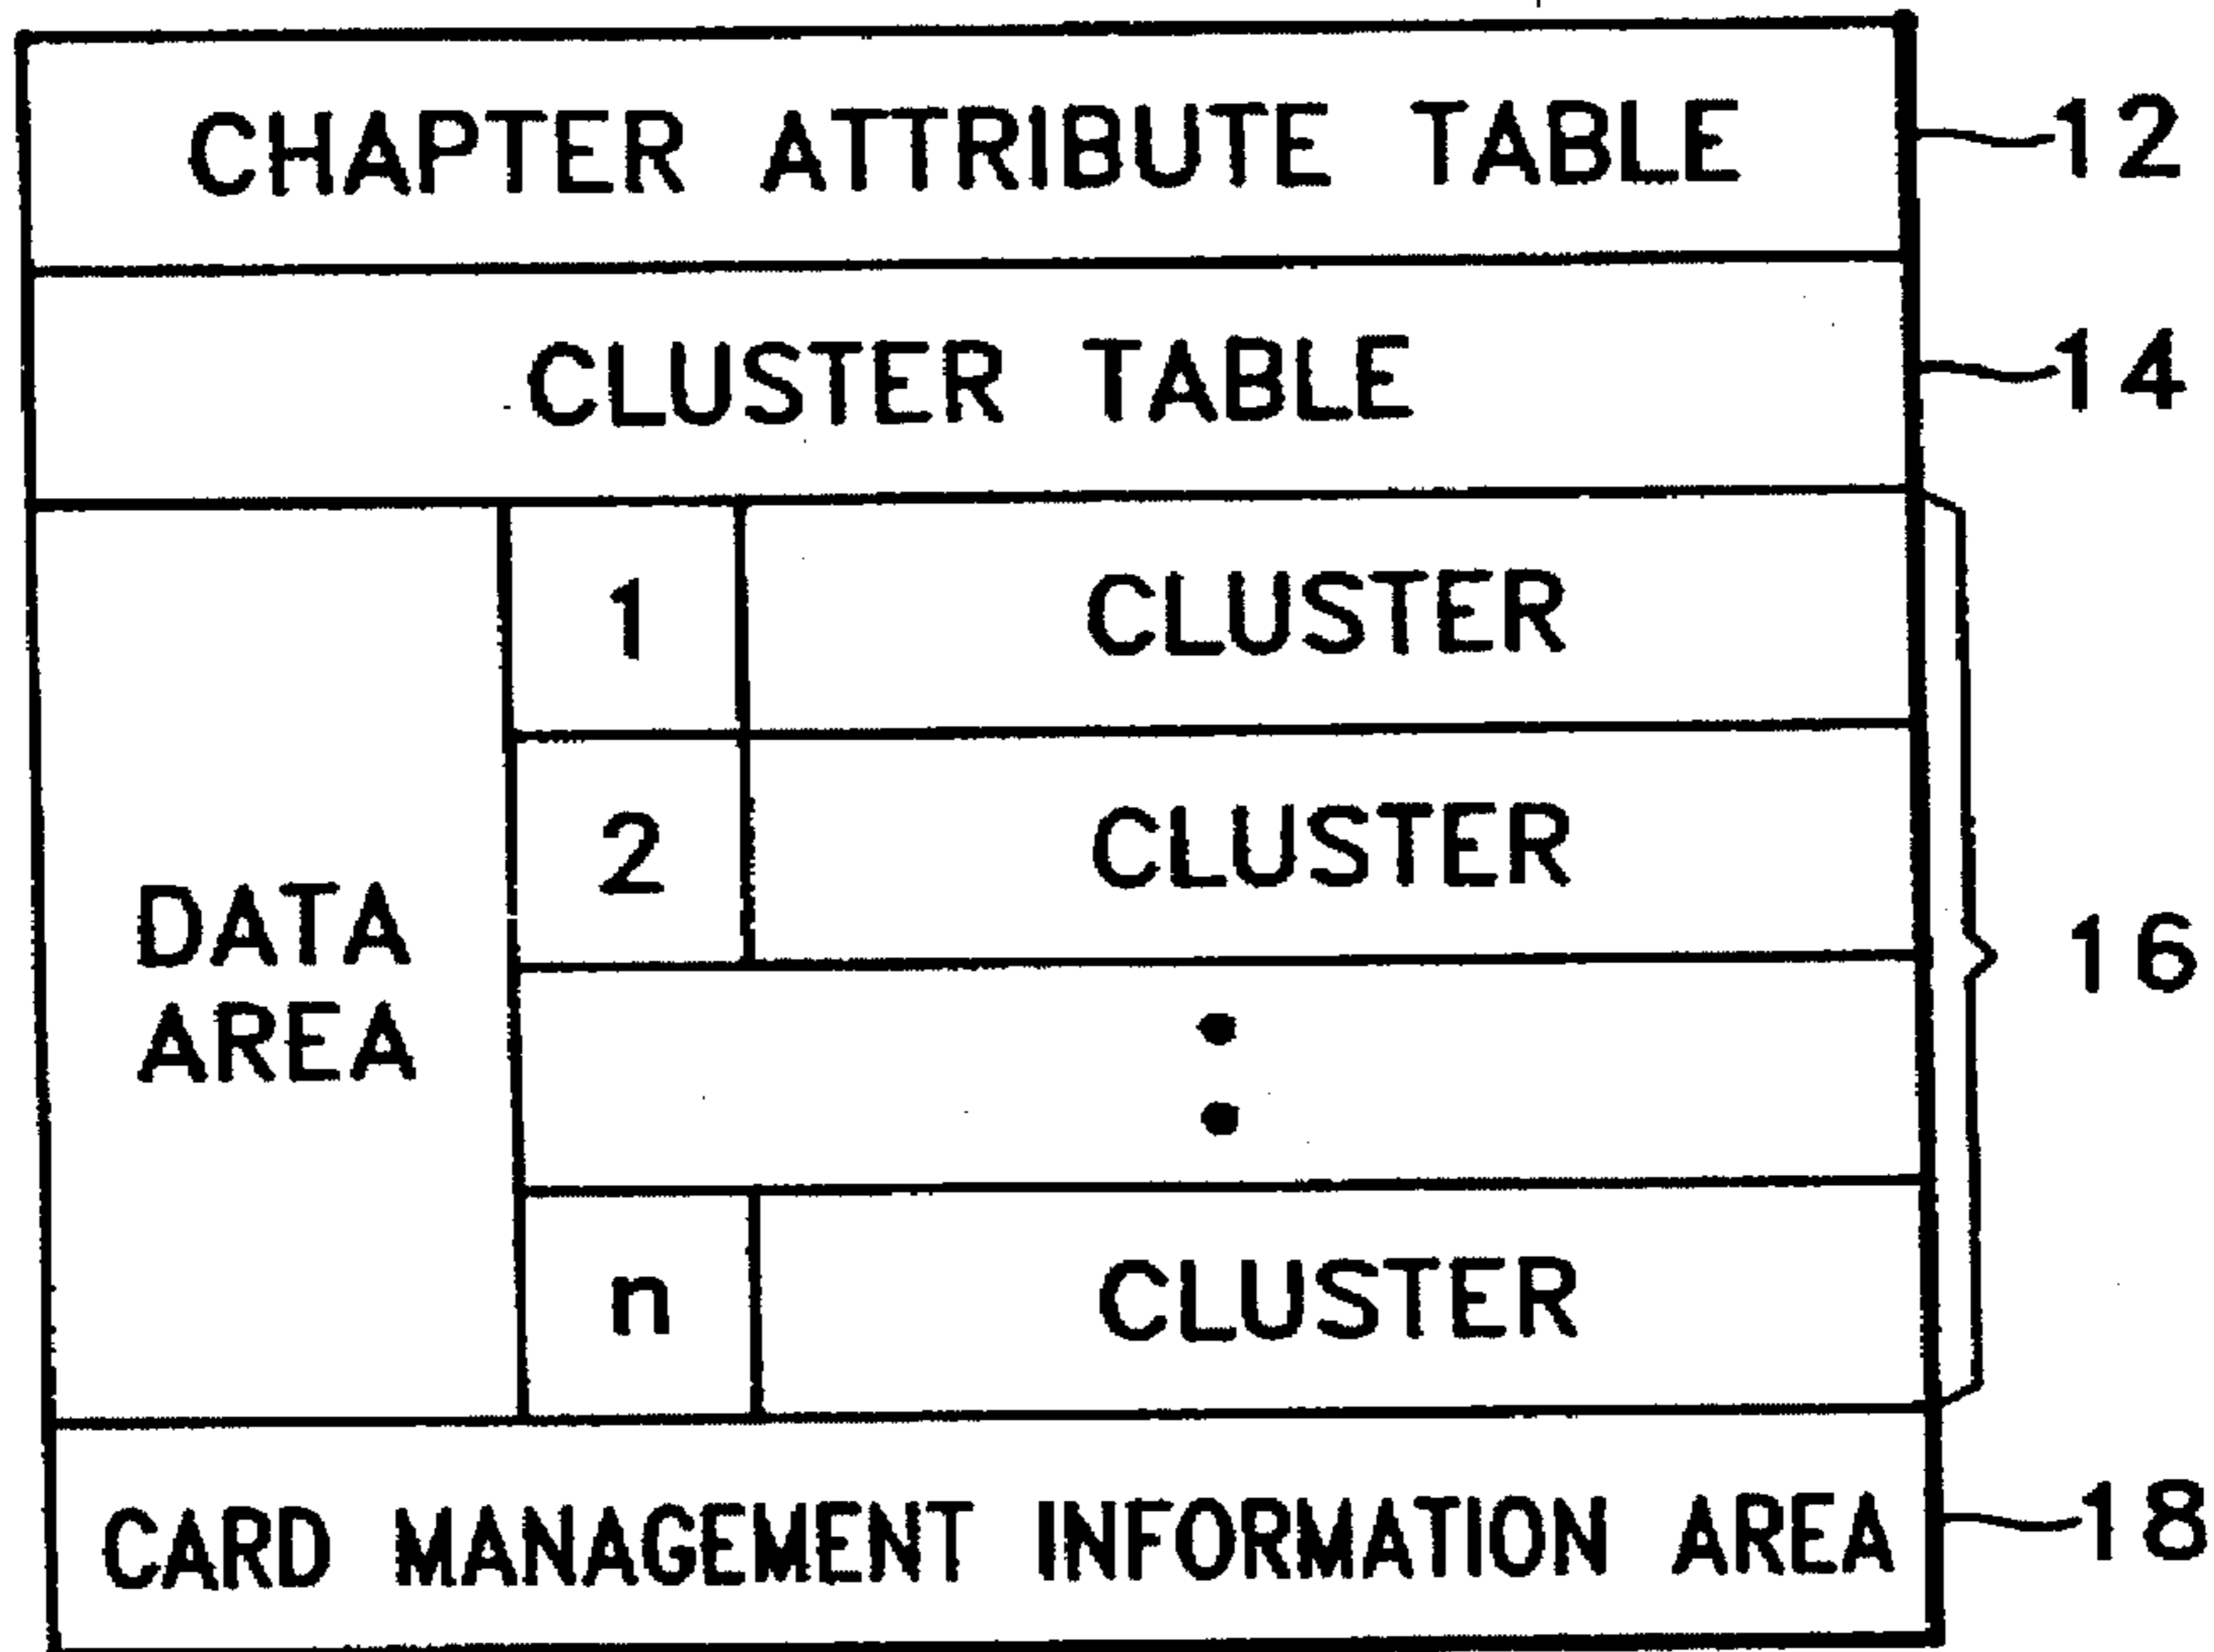 CHAPTER ATTRIBUTE TABLE 12
CLUSTER TABLE 14
1 CLUSTER
2 CLUSTER
DATA
AREA
16
n CLUSTER
CARD MANAGEMENT INFORMATION AREA 18